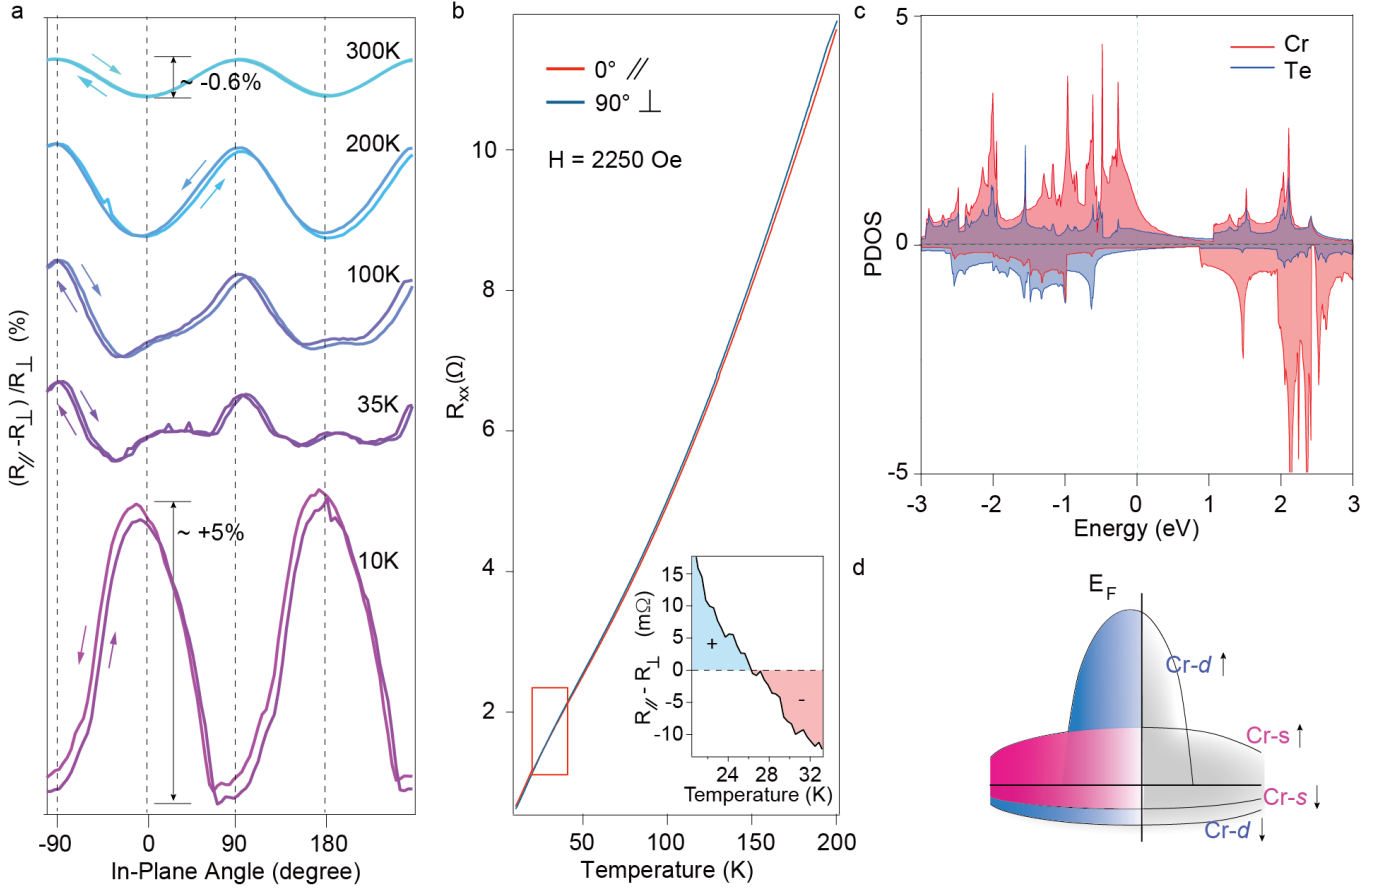 a
(R⫽ -R⊥ ) /R⊥ (%)
300K
~ -0.6%
200K
100K
35K
~ +5%
10K
-90 0 90 180
In-Plane Angle (degree)
b
0° ⫽
90° ⊥
H = 2250 Oe
Rxx(Ω)
10
8
6
4
2
50 100 150 200
Temperature (K)
R⫽ - R⊥ (mΩ)
15
10
5
0
-5
-10
+
-
24 28 32
Temperature (K)
c
Cr
Te
PDOS
5
0
-5
-3 -2 -1 0 1 2 3
Energy (eV)
d
EF
Cr-d ↑
Cr-s ↑
Cr-s ↓
Cr-d ↓